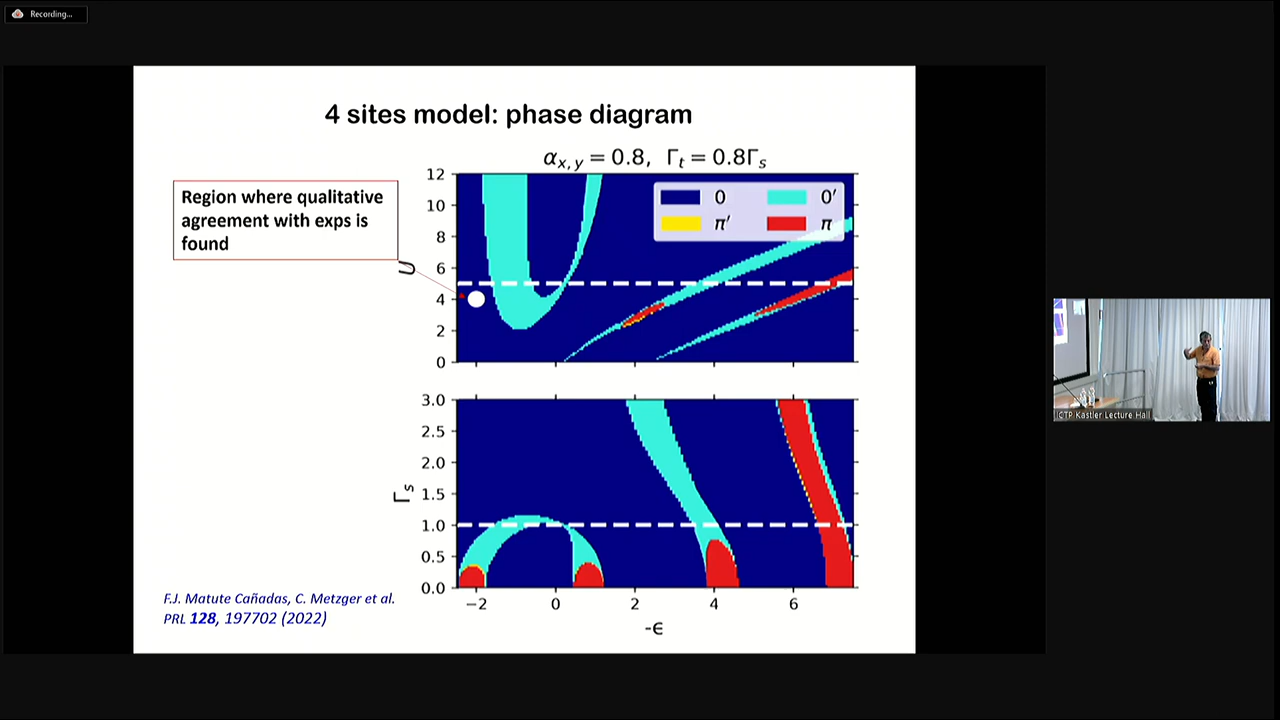 Recording...
4 sites model: phase diagram
αx,y = 0.8, Γt = 0.8Γs
Region where qualitative
agreement with exps is
found
U
12
10
8
6
4
2
0
0
0′
π′
π
Γs
3.0
2.5
2.0
1.5
1.0
0.5
0.0
−2
0
2
4
6
-ϵ
F.J. Matute Cañadas, C. Metzger et al.
PRL 128, 197702 (2022)
ICTP Kastler Lecture Hall